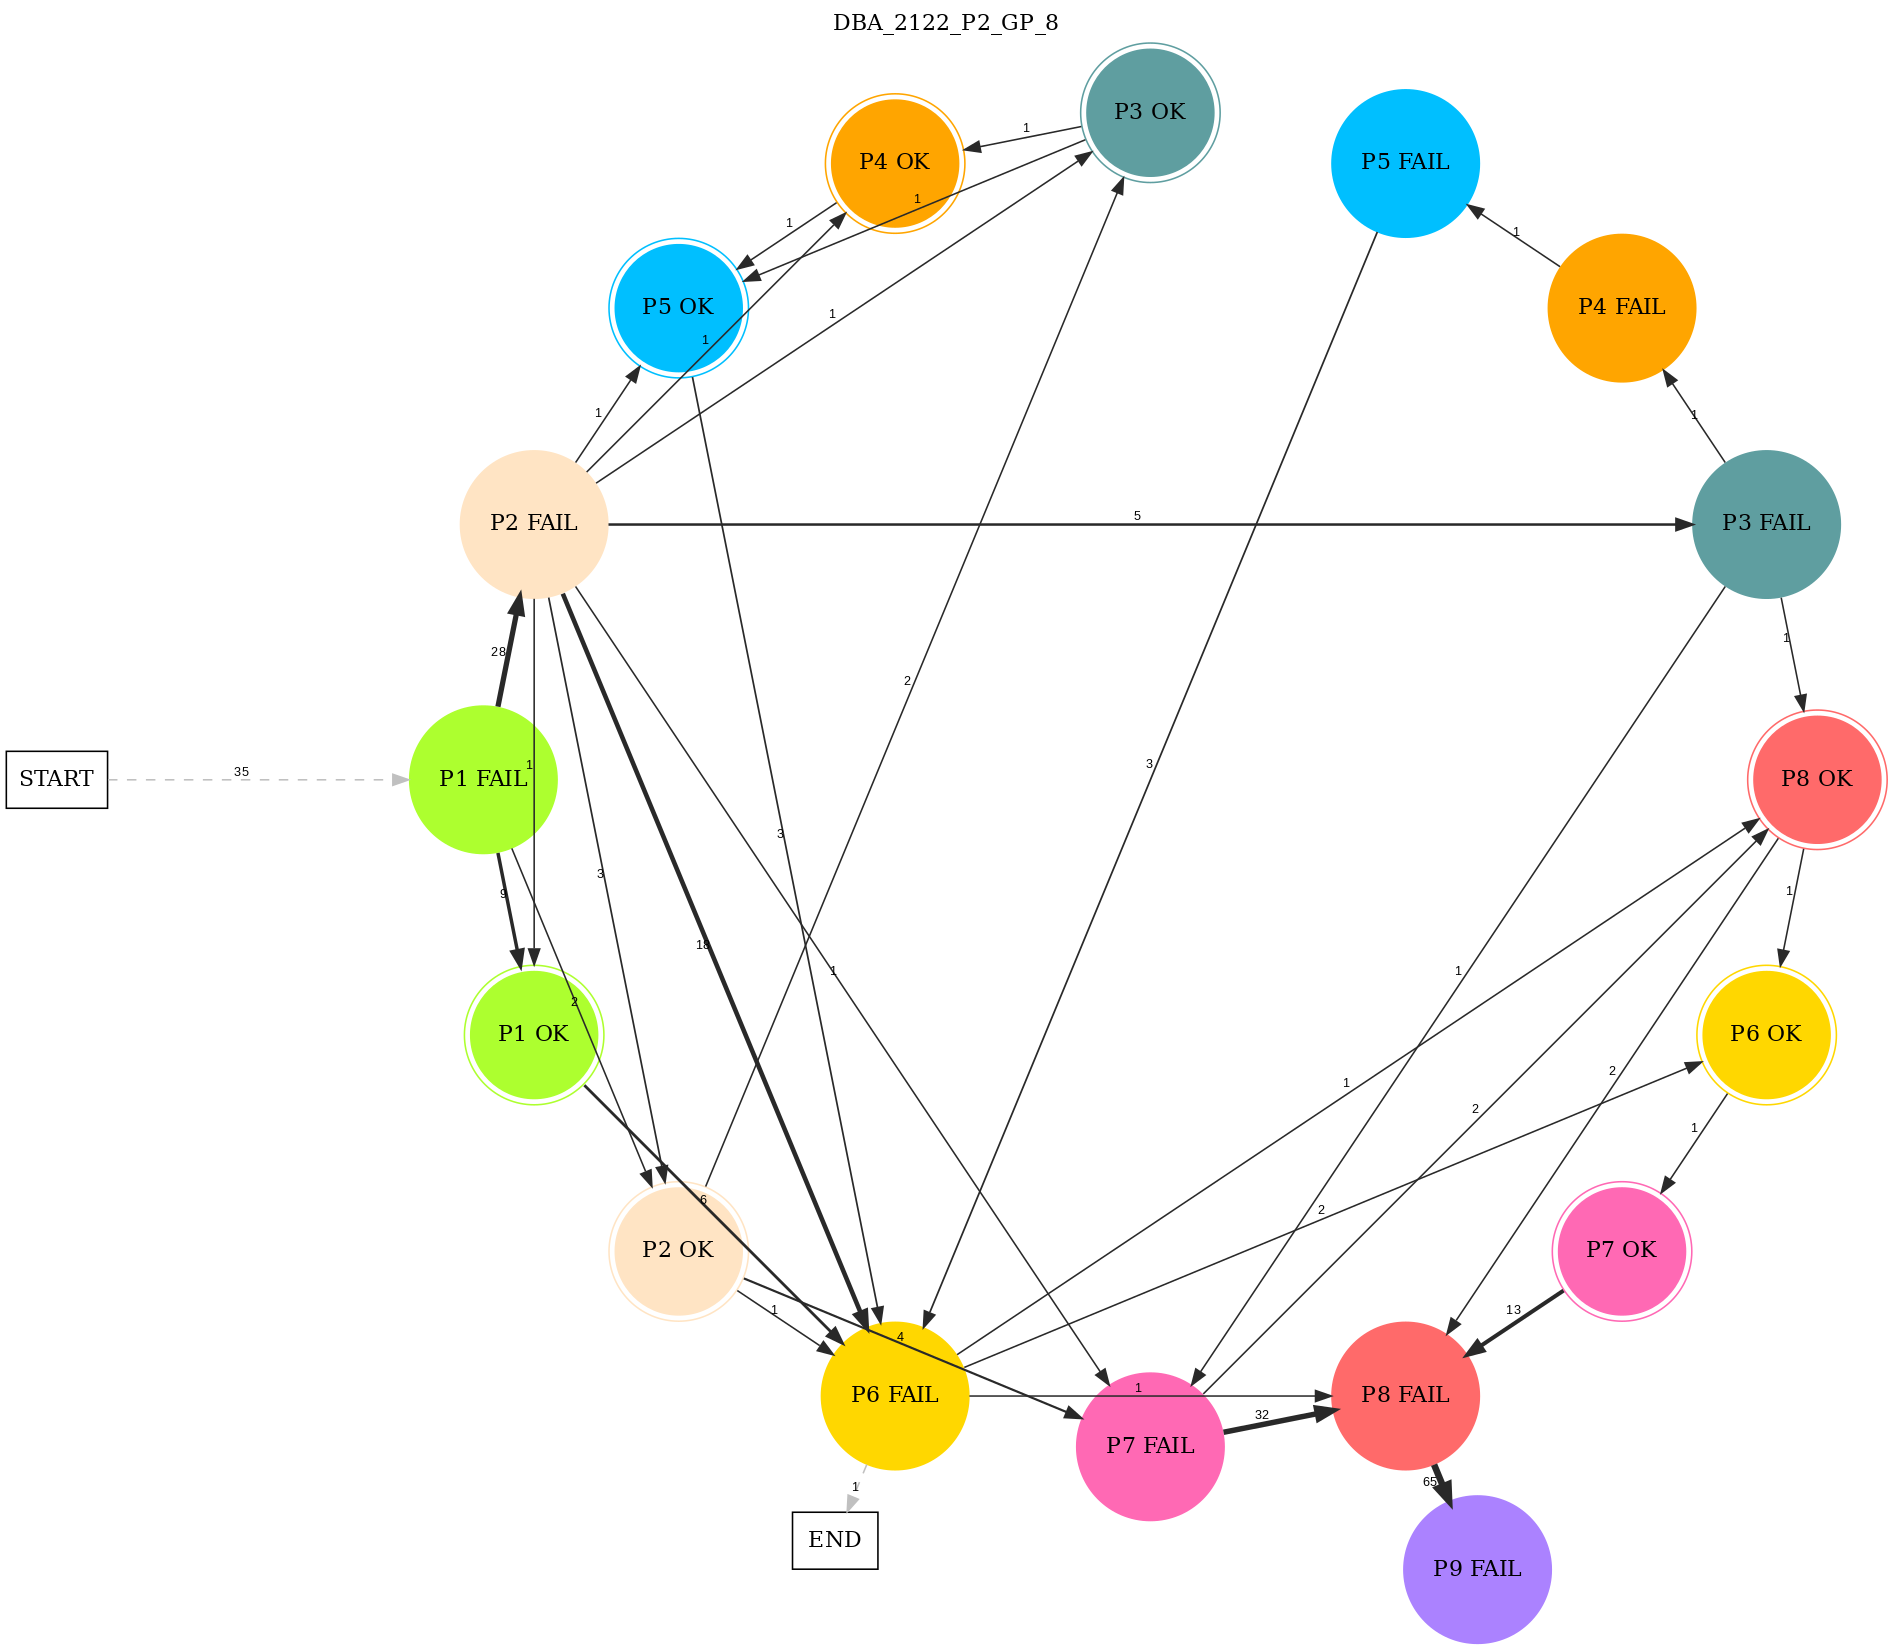 DBA_2122_P2_GP_8
P3 OK
1
P4 OK
P5 FAIL
1
1
1
P5 OK
1
P4 FAIL
1
1
1
1
P2 FAIL
5
P3 FAIL
1
28
2
START
35
P1 FAIL
1
3
P8 OK
3
3
9
1
18
1
1
2
P1 OK
P6 OK
2
1
2
1
6
2
P2 OK
P7 OK
1
4
13
P6 FAIL
1
P8 FAIL
32
P7 FAIL
1
65
END
P9 FAIL